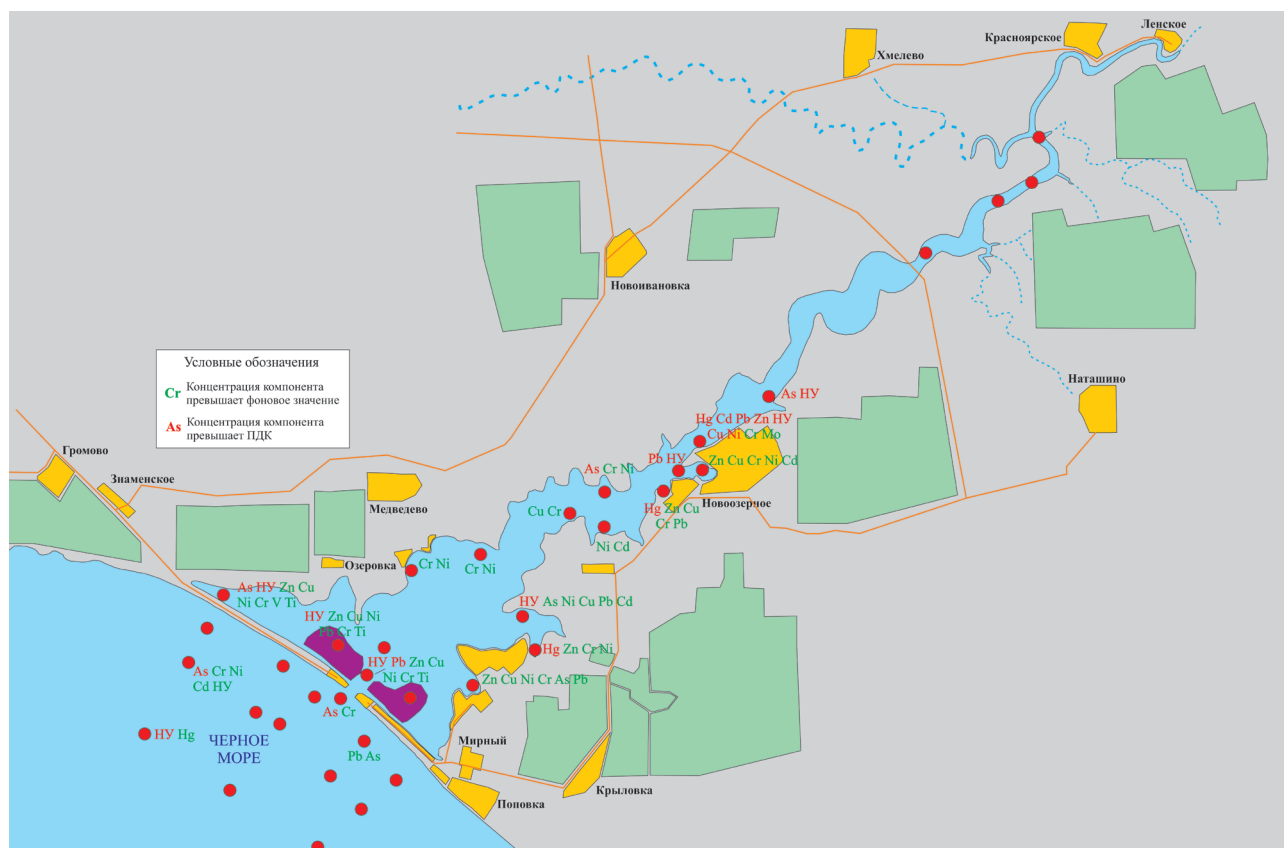 Ленское
Красноярское
Хмелево
Новоивановка
Условные обозначения
Cr Концентрация компонента
превышает фоновое значение
As Концентрация компонента
превышает ПДК
Наташино
As НУ
Hg Cd Pb Zn НУ
Cu Ni Cr Mo
Громово
Знаменское
Медведево
As Cr Ni
Pb НУ
Zn Cu Cr Ni Cd
Новоозерное
Hg Zn Cu
Cr Pb
Cu Cr
Ni Cd
Озеровка
Cr Ni
Cr Ni
As НУ Zn Cu
Ni Cr V Ti
НУ As Ni Cu Pb Cd
НУ Zn Cu Ni
Pb Cr Ti
Hg Zn Cr Ni
As Cr Ni
Cd НУ
НУ Pb Zn Cu
Ni Cr Ti
Zn Cu Ni Cr As Pb
As Cr
НУ Hg
ЧЕРНОЕ
МОРЕ
Pb As
Мирный
Крыловка
Поповка